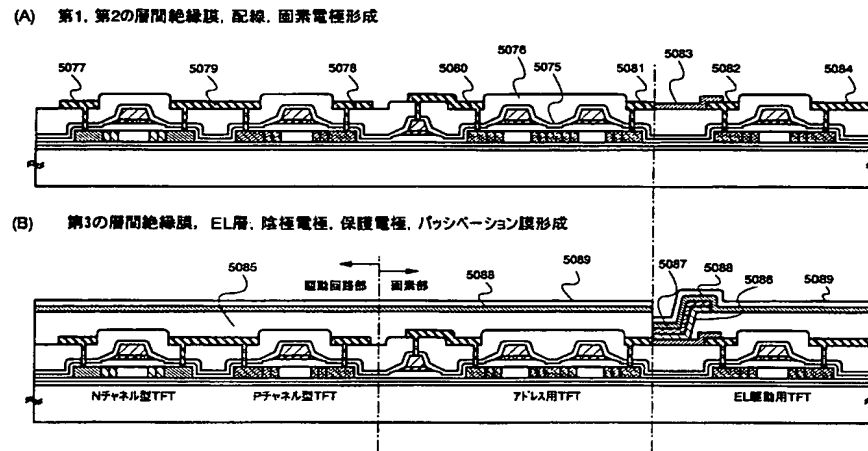 (A) 第1, 第2の層間絶縁膜, 配線, 画素電極形成
5077 5079 5078 5080 5076 5075 5081 5083 5082 5084
(B) 第3の層間絶縁膜, EL層, 陰極電極, 保護電極, パッシベーション膜形成
5085 駆動回路部 画素部 5088 5089 5087 5088 5086 5089
Nチャネル型TFT Pチャネル型TFT アドレス用TFT EL駆動用TFT